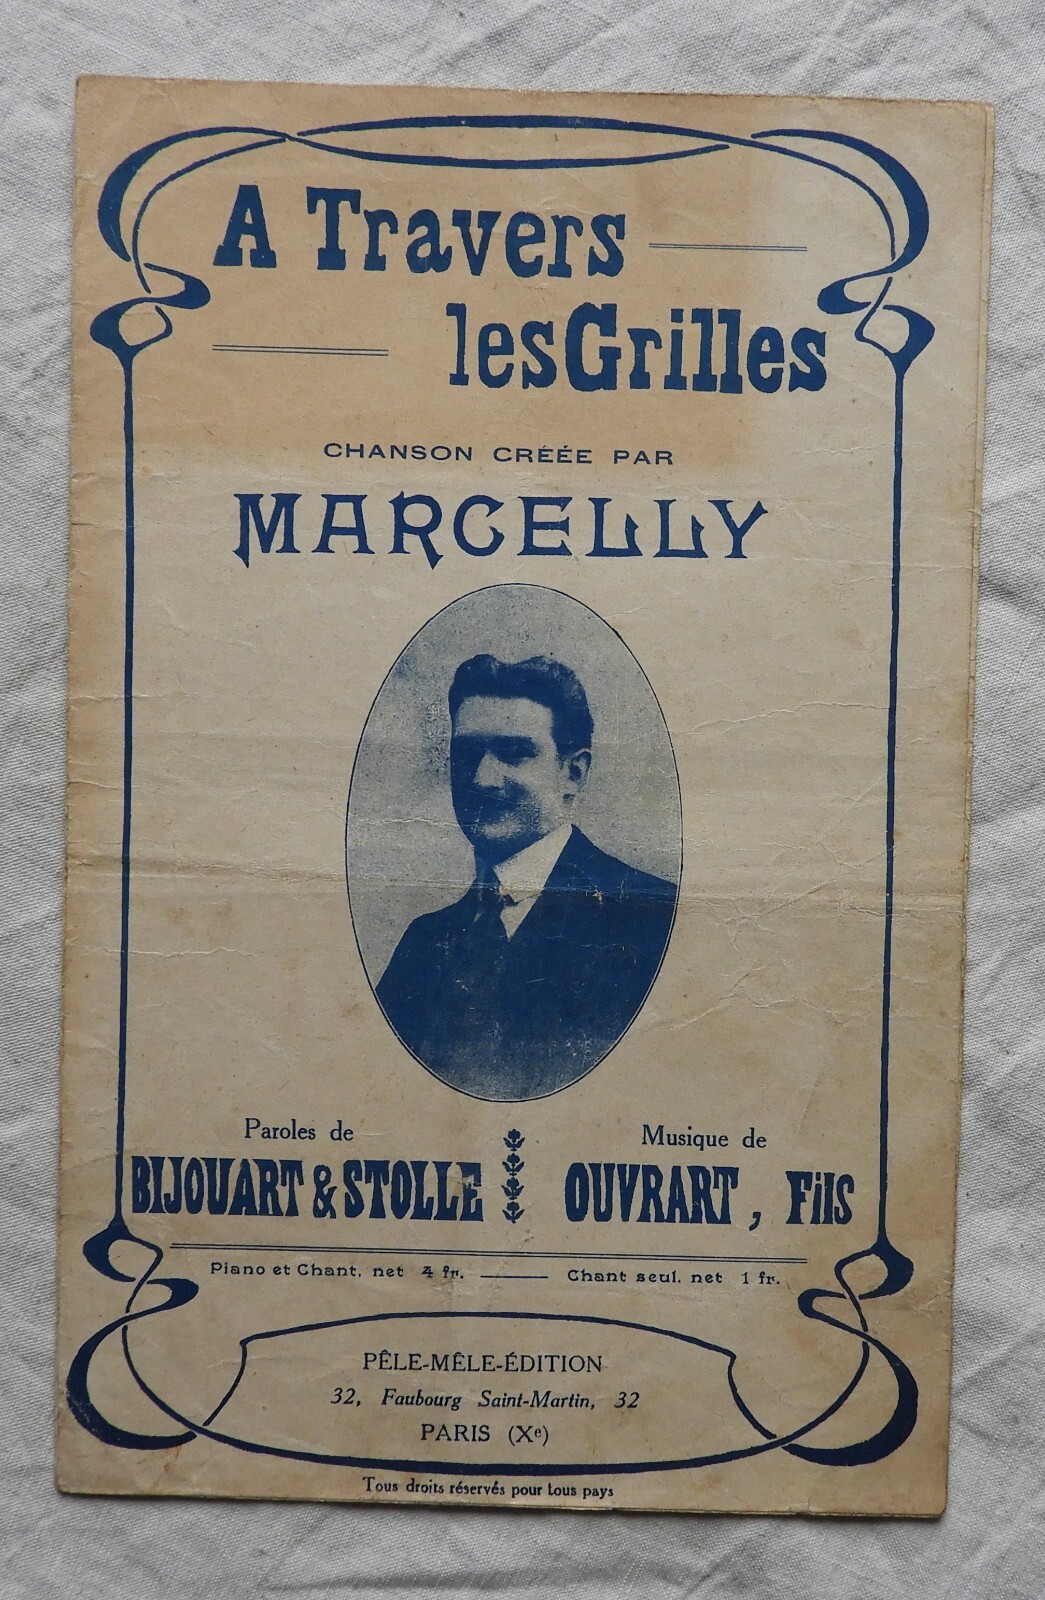 A Travers
les Grilles
CHANSON CRÉÉE PAR
MARCELLY
Paroles de
BIJOUART & STOLLE
Musique de
OUVRART, Fils
Piano et Chant. net 4 fr. Chant seul. net 1 fr.
PÊLE-MÊLE-ÉDITION
32, Faubourg Saint-Martin, 32
PARIS (Xe)
Tous droits réservés pour tous pays